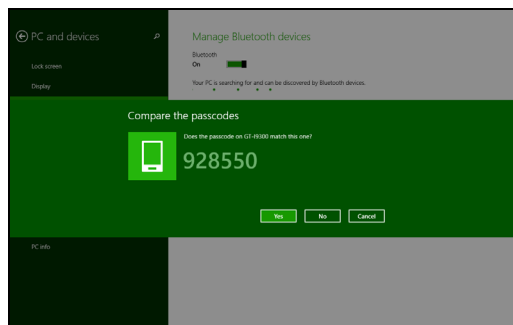 PC and devices
Manage Bluetooth devices
Bluetooth
On
Lock screen
Your PC is searching for and can be discovered by Bluetooth devices.
Display
Compare the passcodes
Does the passcode on GT-I9300 match this one?
928550
Yes No Cancel
PC info